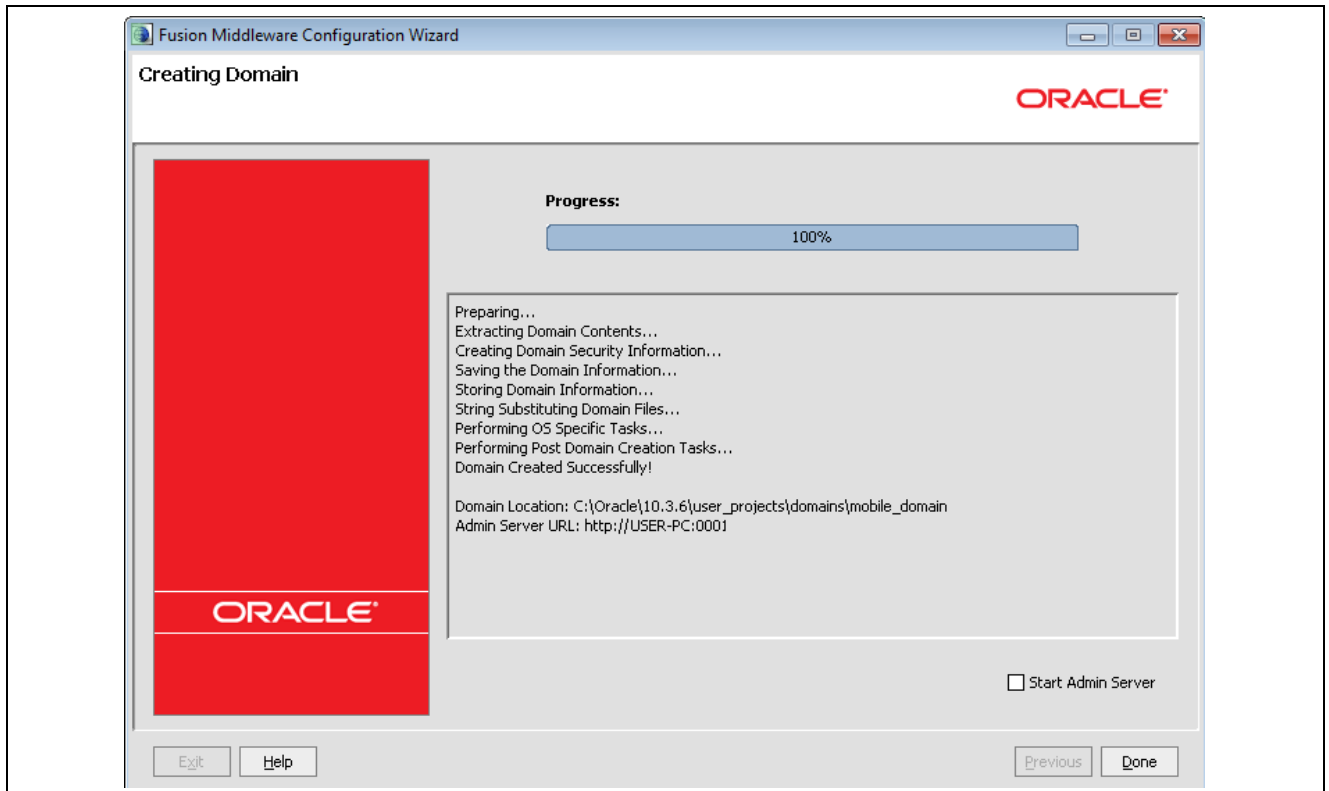 Fusion Middleware Configuration Wizard
Creating Domain
ORACLE
Progress:
100%
Preparing...
Extracting Domain Contents...
Creating Domain Security Information...
Saving the Domain Information...
Storing Domain Information...
String Substituting Domain Files...
Performing OS Specific Tasks...
Performing Post Domain Creation Tasks...
Domain Created Successfully!
Domain Location: C:\Oracle\10.3.6\user_projects\domains\mobile_domain
Admin Server URL: http://USER-PC:0001
ORACLE
Start Admin Server
Exit Help Previous Done